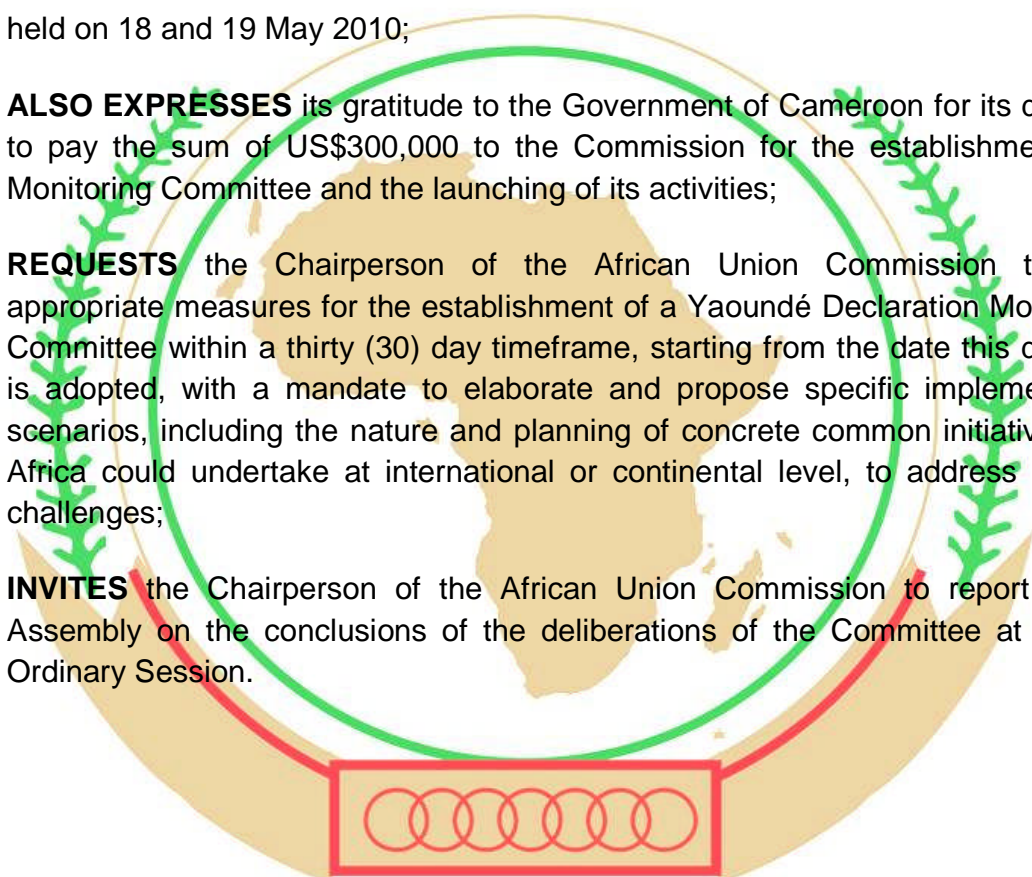 held on 18 and 19 May 2010;
ALSO EXPRESSES its gratitude to the Government of Cameroon for its
to pay the sum of US$300,000 to the Commission for the establishme
Monitoring Committee and the launching of its activities;
REQUESTS the Chairperson of the African Union Commission t
appropriate measures for the establishment of a Yaoundé Declaration Mo
Committee within a thirty (30) day timeframe, starting from the date this
is adopted, with a mandate to elaborate and propose specific impleme
scenarios, including the nature and planning of concrete common initiativ
Africa could undertake at international or continental level, to address
challenges;
INVITES the Chairperson of the African Union Commission to report
Assembly on the conclusions of the deliberations of the Committee at
Ordinary Session.